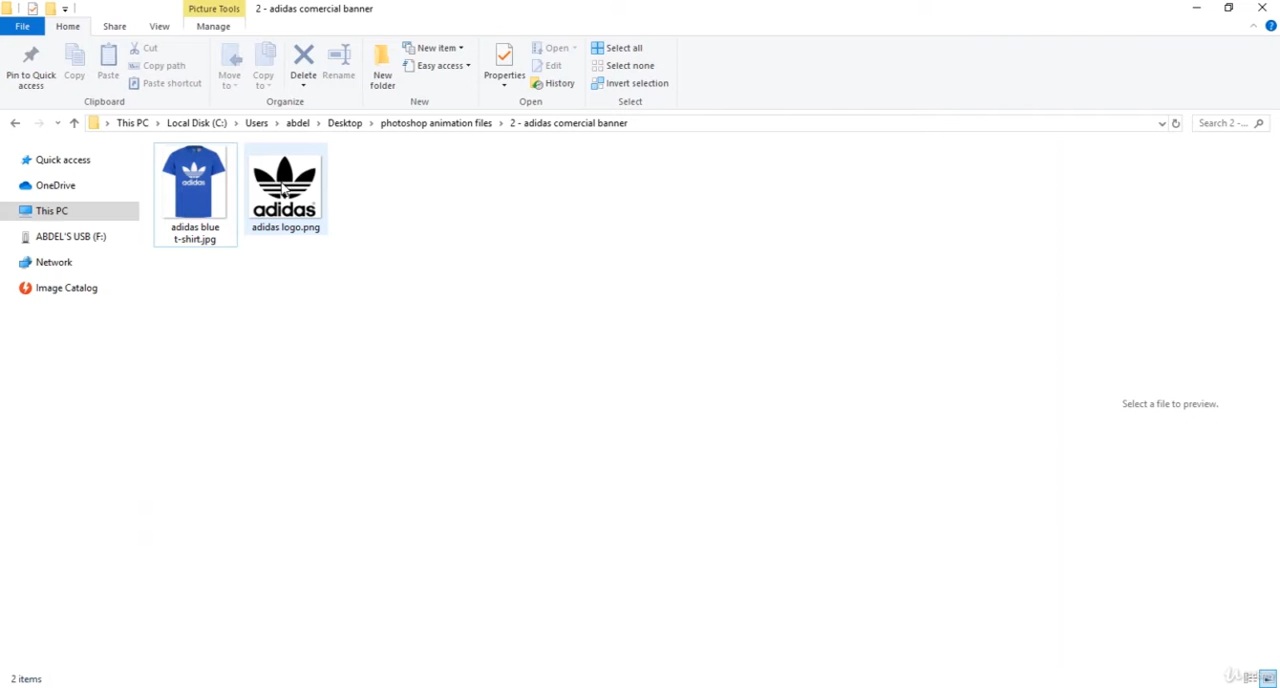 Picture Tools
2 - adidas comercial banner
File
Home
Share
View
Manage
Pin to Quick access
Copy
Paste
Cut
Copy path
Paste shortcut
Clipboard
Move to
Copy to
Delete
Rename
Organize
New folder
New item
Easy access
New
Properties
Open
Edit
History
Open
Select all
Select none
Invert selection
Select
This PC
Local Disk (C:)
Users
abdel
Desktop
photoshop animation files
2 - adidas comercial banner
Search 2 -...
Quick access
OneDrive
This PC
ABDEL'S USB (F:)
Network
Image Catalog
adidas
adidas blue
t-shirt.jpg
adidas
adidas logo.png
Select a file to preview.
2 items